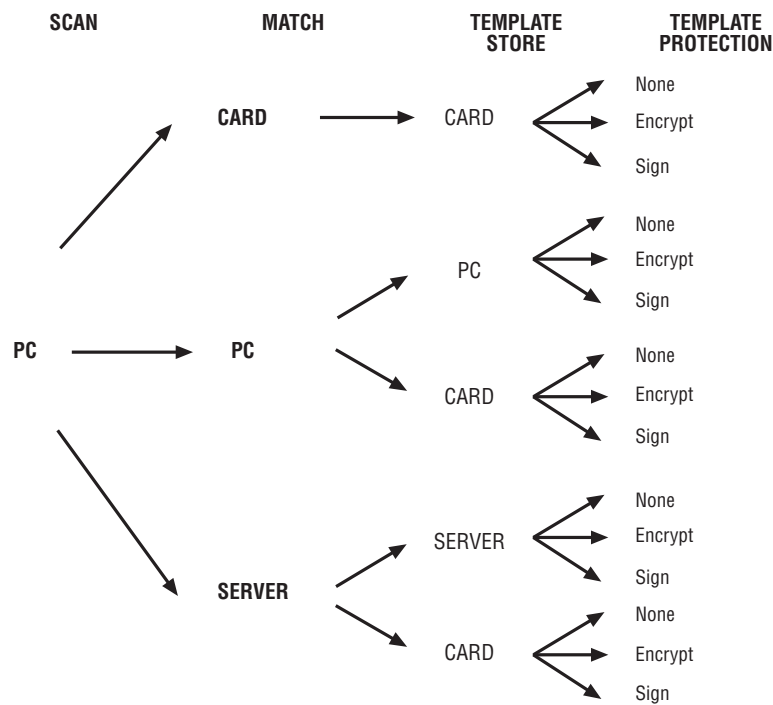 SCAN
MATCH
TEMPLATE
STORE
TEMPLATE
PROTECTION
None
CARD
CARD
Encrypt
Sign
None
PC
Encrypt
Sign
PC
PC
None
CARD
Encrypt
Sign
None
SERVER
Encrypt
Sign
SERVER
None
CARD
Encrypt
Sign